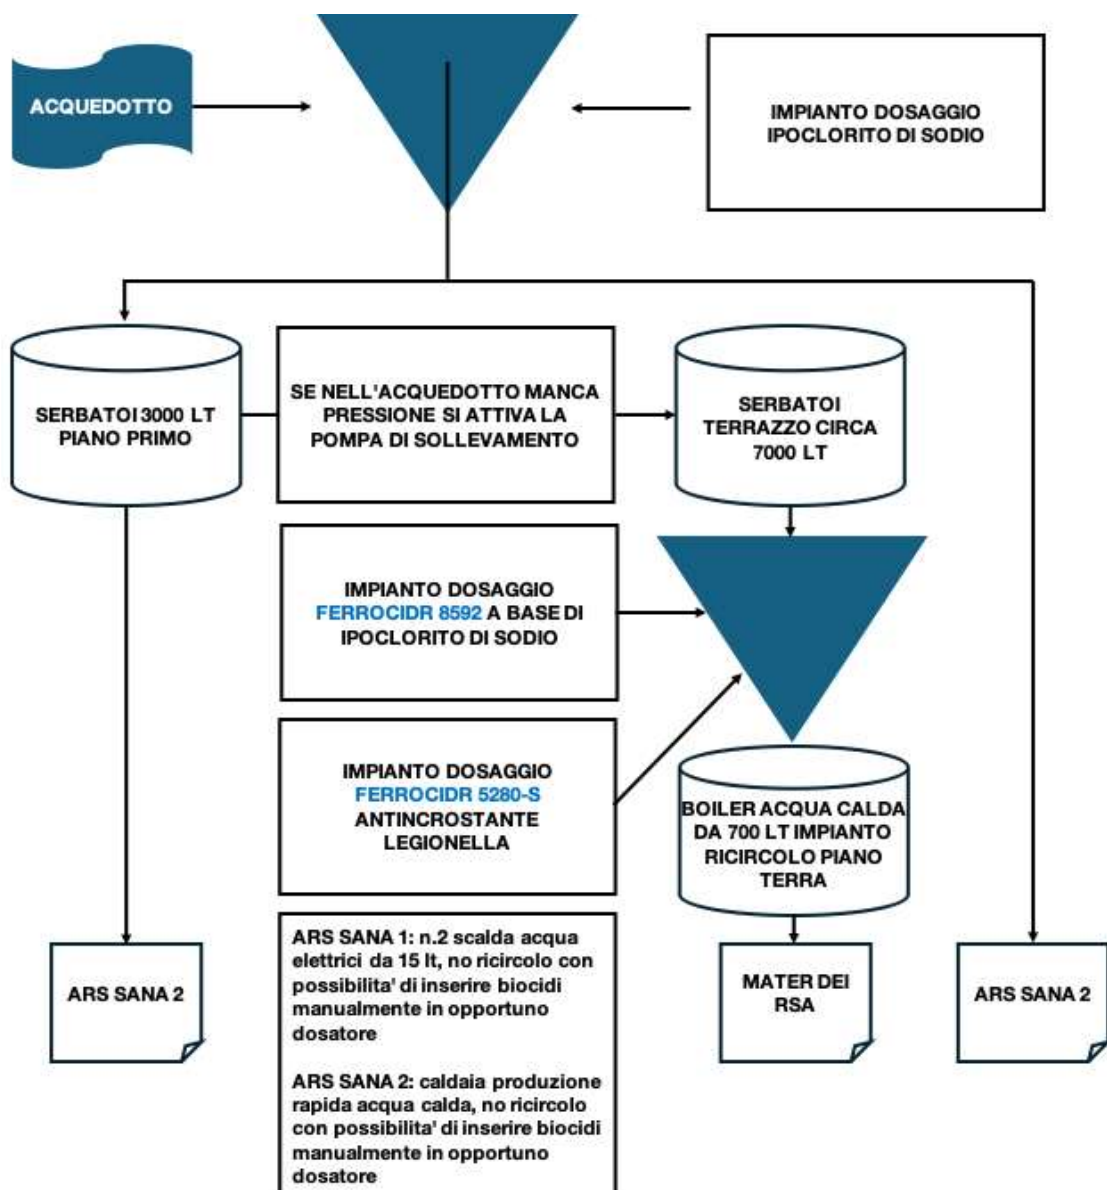 ACQUEDOTTO
IMPIANTO DOSAGGIO
IPOCLORITO DI SODIO
SERBATOI 3000 LT
PIANO PRIMO
SE NELL'ACQUEDOTTO MANCA
PRESSIONE SI ATTIVA LA
POMPA DI SOLLEVAMENTO
SERBATOI
TERRAZZO CIRCA
7000 LT
IMPIANTO DOSAGGIO
FERROCIDR 8592 A BASE DI
IPOCLORITO DI SODIO
IMPIANTO DOSAGGIO
FERROCIDR 5280-S
ANTINCROSTANTE
LEGIONELLA
BOILER ACQUA CALDA
DA 700 LT IMPIANTO
RICIRCOLO PIANO
TERRA
ARS SANA 2
ARS SANA 1: n.2 scalda acqua
elettrici da 15 lt, no ricircolo con
possibilita' di inserire biocidi
manualmente in opportuno
dosatore
ARS SANA 2: caldaia produzione
rapida acqua calda, no ricircolo
con possibilita' di inserire biocidi
manualmente in opportuno
dosatore
MATER DEI
RSA
ARS SANA 2